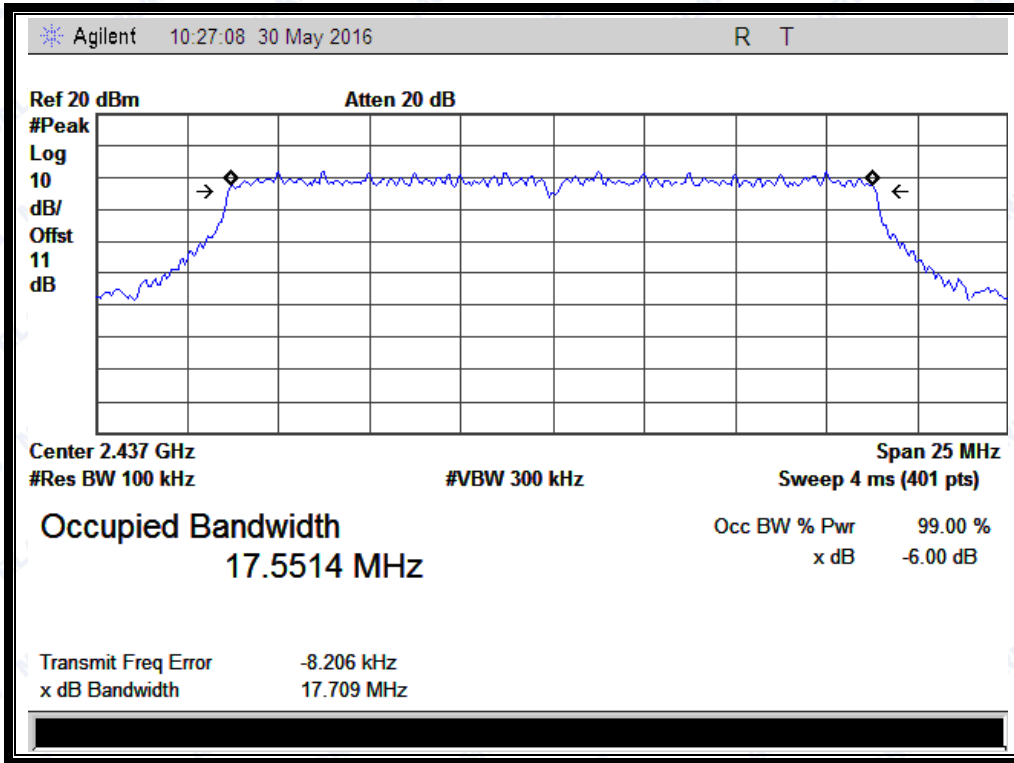 Agilent 10:27:08 30 May 2016 R T
Ref 20 dBm Atten 20 dB
#Peak
Log
10
dB/
Offst
11
dB
Center 2.437 GHz Span 25 MHz
#Res BW 100 kHz #VBW 300 kHz Sweep 4 ms (401 pts)
Occupied Bandwidth Occ BW % Pwr 99.00 %
17.5514 MHz x dB -6.00 dB
Transmit Freq Error -8.206 kHz
x dB Bandwidth 17.709 MHz